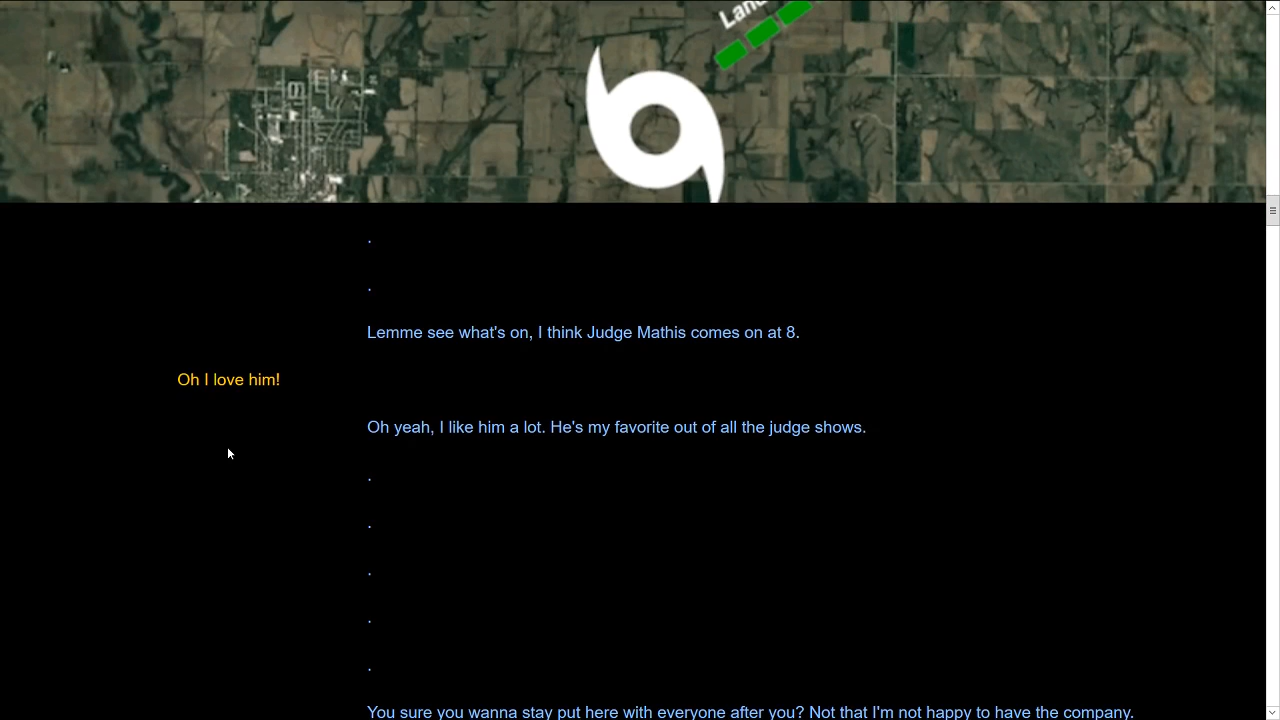 .
.
Lemme see what's on, I think Judge Mathis comes on at 8.
Oh I love him!
Oh yeah, I like him a lot. He's my favorite out of all the judge shows.
.
.
.
.
.
You sure you wanna stay put here with everyone after you? Not that I'm not happy to have the company.